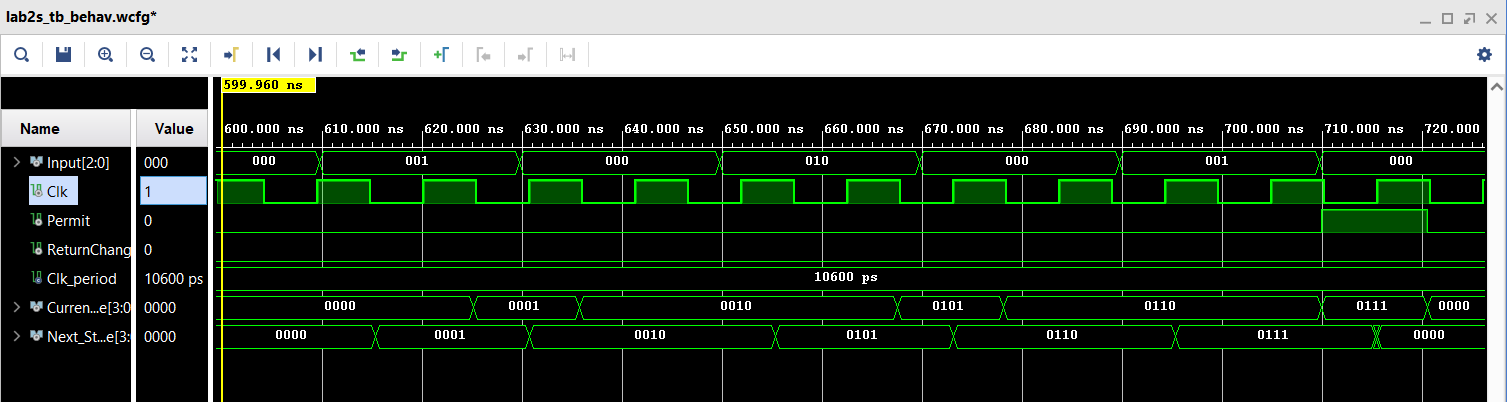 lab2s_tb_behav.wcfg*
599.960 ns
Name Value 600.000 ns 610.000 ns 620.000 ns 630.000 ns 640.000 ns 650.000 ns 660.000 ns 670.000 ns 680.000 ns 690.000 ns 700.000 ns 710.000 ns 720.000
Input[2:0] 000 000 001 000 010 000 001 000
Clk 1
Permit 0
ReturnChang 0
Clk_period 10600 ps 10600 ps
Curren...e[3:0 0000 0000 0001 0010 0101 0110 0111 0000
Next_St...e[3: 0000 0000 0001 0010 0101 0110 0111 0000